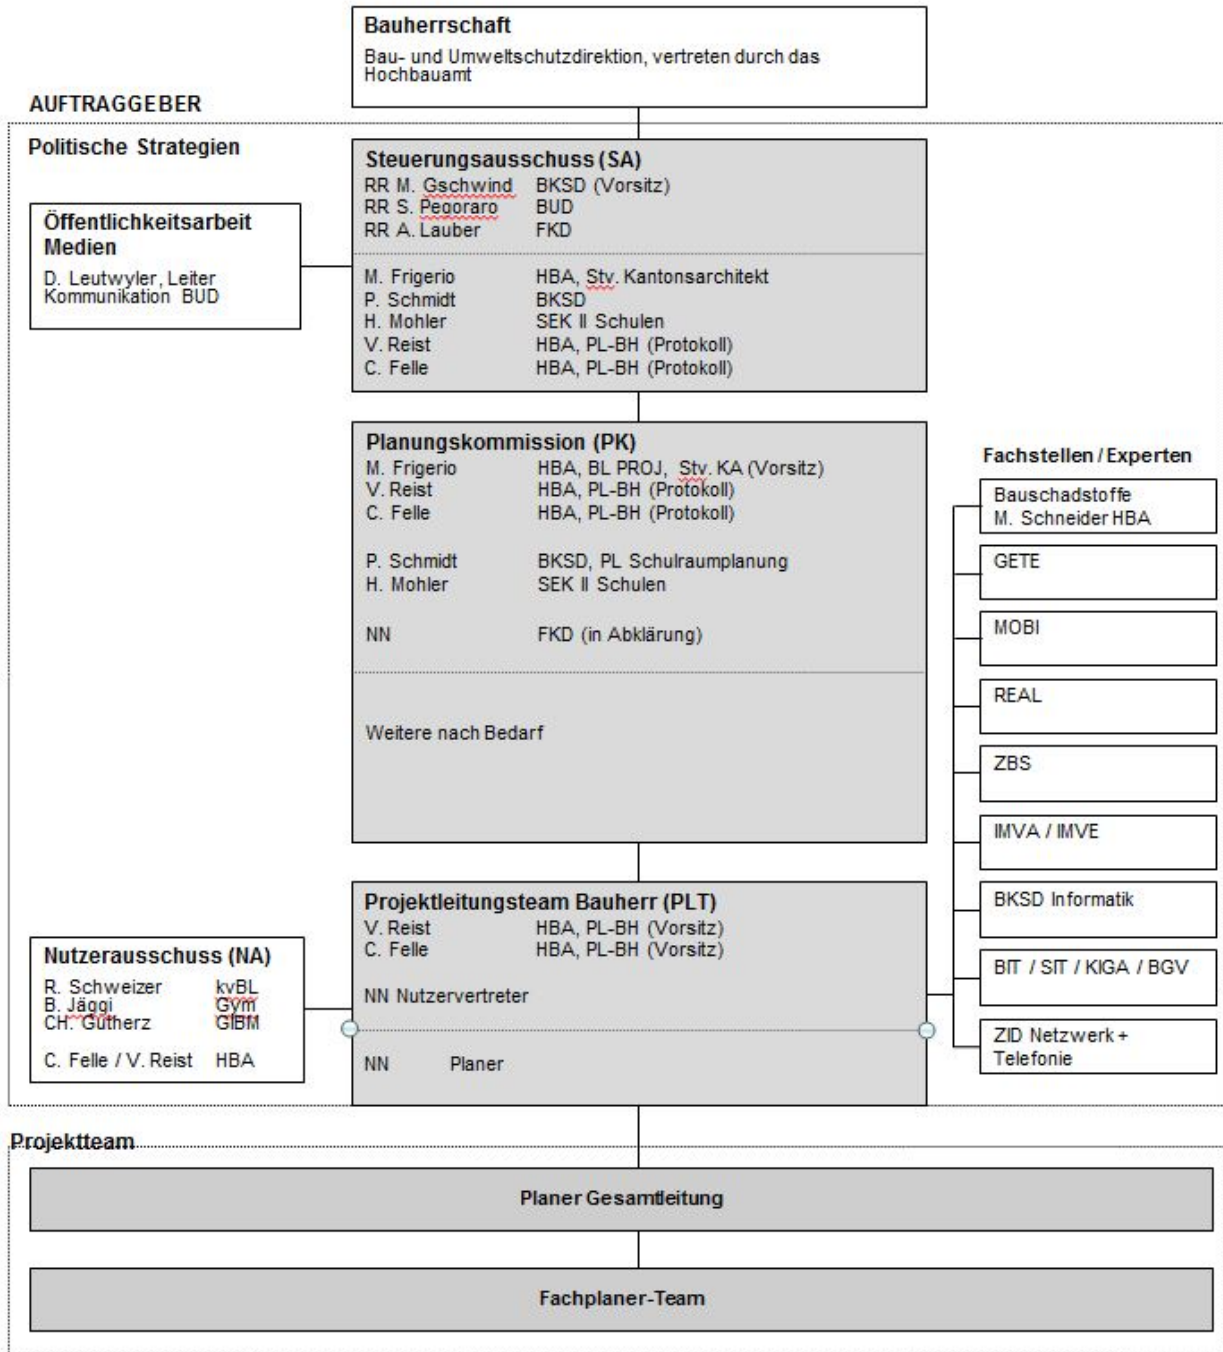 Bauherrschaft
Bau- und Umweltschutzdirektion, vertreten durch das
Hochbauamt
AUFTRAGGEBER
Politische Strategien
Öffentlichkeitsarbeit
Medien
D. Leutwyler, Leiter
Kommunikation BUD
Steuerungsausschuss (SA)
RR M. Gschwind BKSD (Vorsitz)
RR S. Pegoraro BUD
RR A. Lauber FKD
M. Frigerio HBA, Stv. Kantonsarchitekt
P. Schmidt BKSD
H. Mohler SEK II Schulen
V. Reist HBA, PL-BH (Protokoll)
C. Felle HBA, PL-BH (Protokoll)
Planungskommission (PK)
M. Frigerio HBA, BL PROJ, Stv. KA (Vorsitz)
V. Reist HBA, PL-BH (Protokoll)
C. Felle HBA, PL-BH (Protokoll)
P. Schmidt BKSD, PL Schulraumplanung
H. Mohler SEK II Schulen
NN FKD (in Abklärung)
Weitere nach Bedarf
Fachstellen / Experten
Bauschadstoffe
M. Schneider HBA
GETE
MOBI
REAL
ZBS
IMVA / IMVE
BKSD Informatik
BIT / SIT / KIGA / BGV
ZID Netzwerk +
Telefonie
Projektleitungsteam Bauherr (PLT)
V. Reist HBA, PL-BH (Vorsitz)
C. Felle HBA, PL-BH (Vorsitz)
NN Nutzervertreter
NN Planer
Nutzerausschuss (NA)
R. Schweizer kvBL
B. Jäggi Gym
CH. Gutherz GIBM
C. Felle / V. Reist HBA
Projektteam
Planer Gesamtleitung
Fachplaner-Team